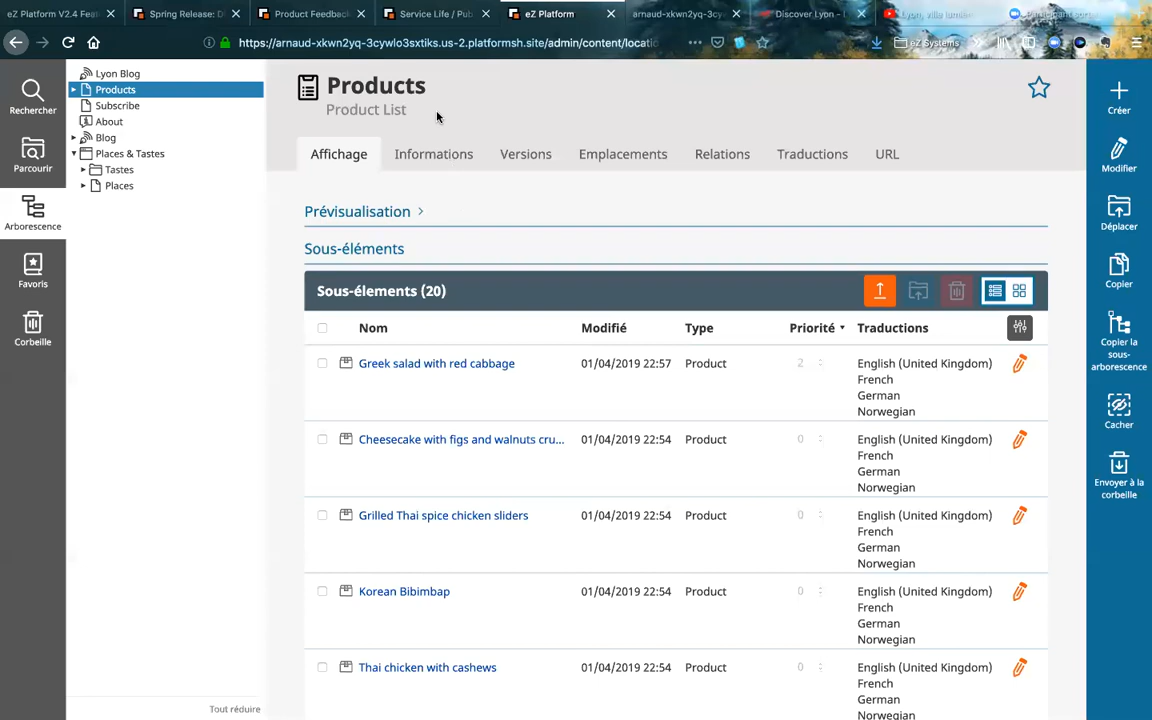 eZ Platform V2.4 Feat
Spring Release: D
Product Feedback
Service Life / Pub
eZ Platform
arnaud-xkwn2yq-3cy
Discover Lyon -
Lyon, ville lumiè
https://arnaud-xkwn2yq-3cywlo3sxtiks.us-2.platformsh.site/admin/content/locatio
eZ Systems
Rechercher
Parcourir
Arborescence
Favoris
Corbeille
Lyon Blog
Products
Subscribe
About
Blog
Places & Tastes
Tastes
Places
Tout réduire
Products
Product List
Affichage
Informations
Versions
Emplacements
Relations
Traductions
URL
Prévisualisation
Sous-éléments
Sous-élements (20)
Nom Modifié Type Priorité Traductions
Greek salad with red cabbage 01/04/2019 22:57 Product 2 English (United Kingdom)
French
German
Norwegian
Cheesecake with figs and walnuts cru... 01/04/2019 22:54 Product 0 English (United Kingdom)
French
German
Norwegian
Grilled Thai spice chicken sliders 01/04/2019 22:54 Product 0 English (United Kingdom)
French
German
Norwegian
Korean Bibimbap 01/04/2019 22:54 Product 0 English (United Kingdom)
French
German
Norwegian
Thai chicken with cashews 01/04/2019 22:54 Product 0 English (United Kingdom)
French
German
Norwegian
Créer
Modifier
Déplacer
Copier
Copier la
sous-
arborescence
Cacher
Envoyer à la
corbeille